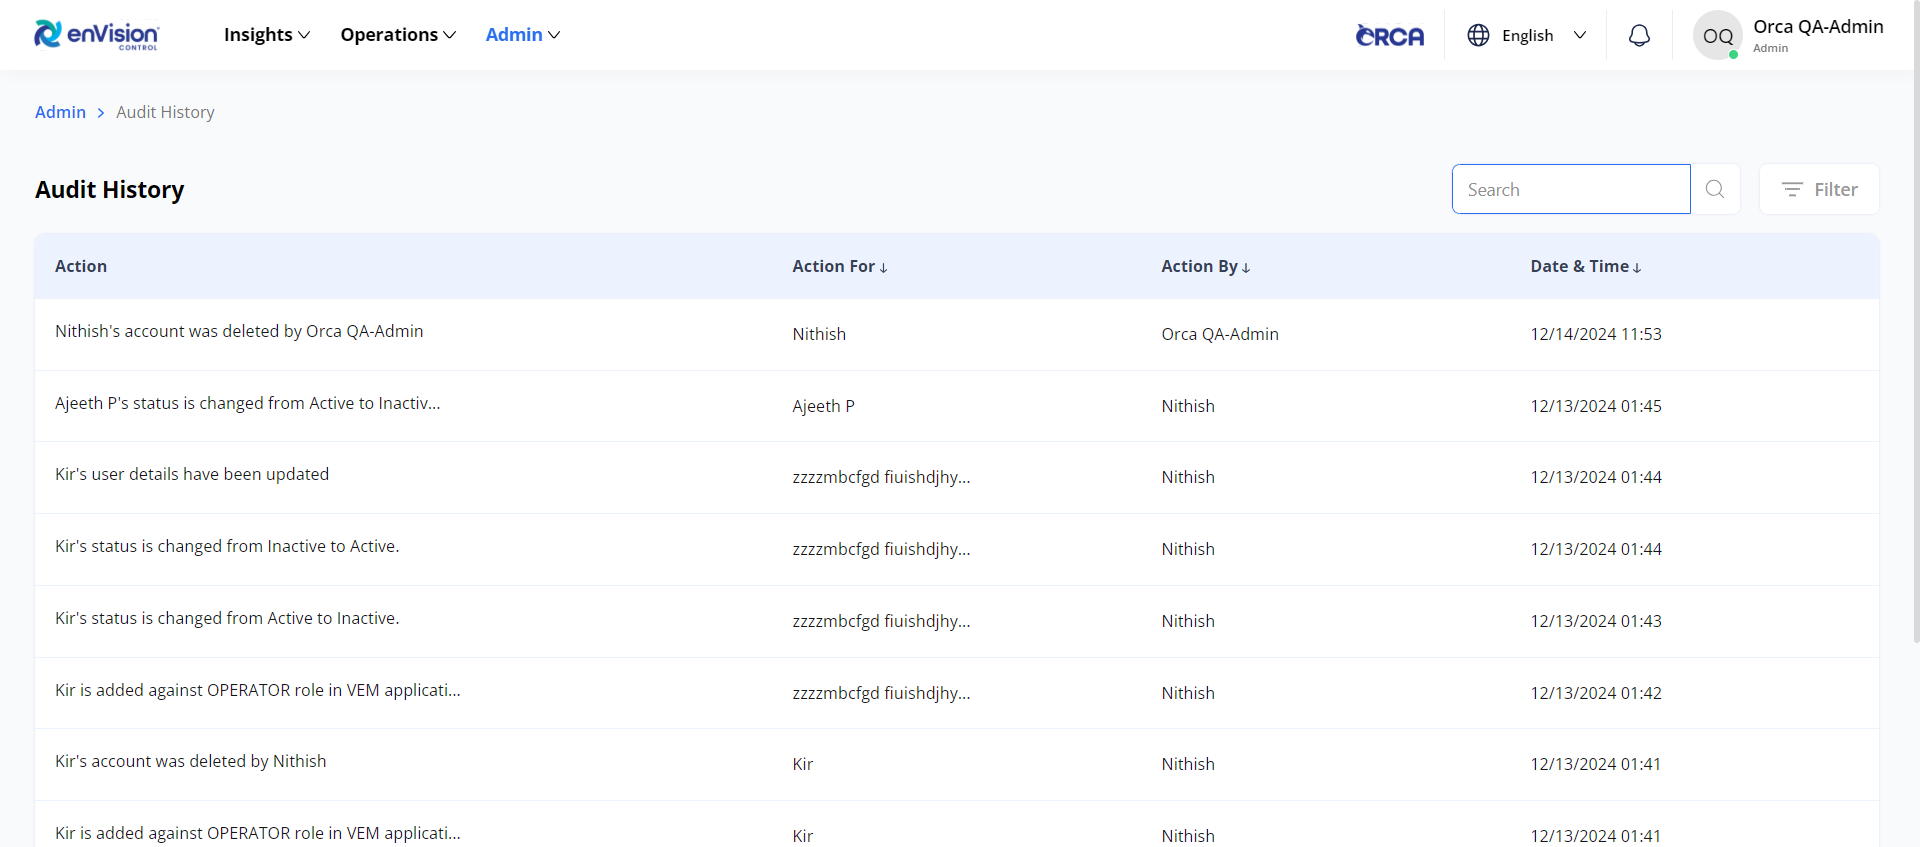 enVision CONTROL Insights Operations Admin ORCA English OQ Orca QA-Admin
Admin
Admin > Audit History
Audit History Search Filter
Action Action For ↓ Action By ↓ Date & Time ↓
Nithish's account was deleted by Orca QA-Admin Nithish Orca QA-Admin 12/14/2024 11:53
Ajeeth P's status is changed from Active to Inactiv... Ajeeth P Nithish 12/13/2024 01:45
Kir's user details have been updated zzzzmbcfgd fiuishdjhy... Nithish 12/13/2024 01:44
Kir's status is changed from Inactive to Active. zzzzmbcfgd fiuishdjhy... Nithish 12/13/2024 01:44
Kir's status is changed from Active to Inactive. zzzzmbcfgd fiuishdjhy... Nithish 12/13/2024 01:43
Kir is added against OPERATOR role in VEM applicati... zzzzmbcfgd fiuishdjhy... Nithish 12/13/2024 01:42
Kir's account was deleted by Nithish Kir Nithish 12/13/2024 01:41
Kir is added against OPERATOR role in VEM applicati... Kir Nithish 12/13/2024 01:41